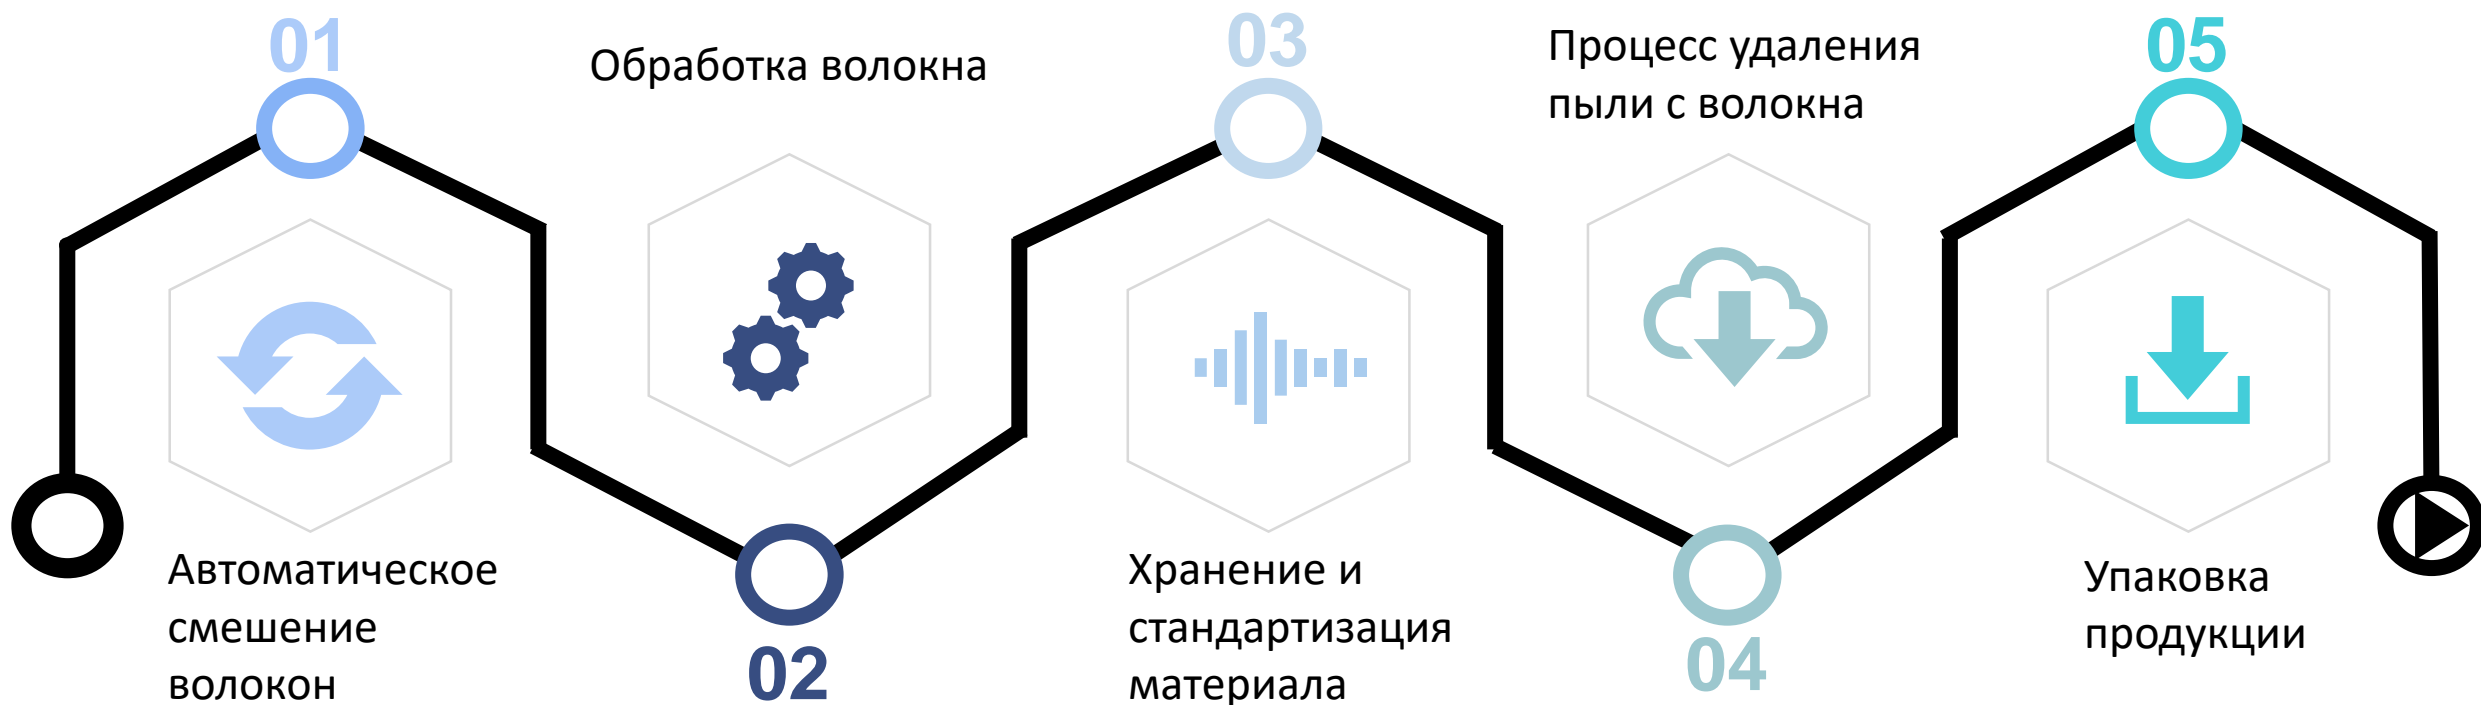 01
Автоматическое
смешение
волокон
Обработка волокна
02
03
Хранение и
стандартизация
материала
Процесс удаления
пыли с волокна
04
05
Упаковка
продукции